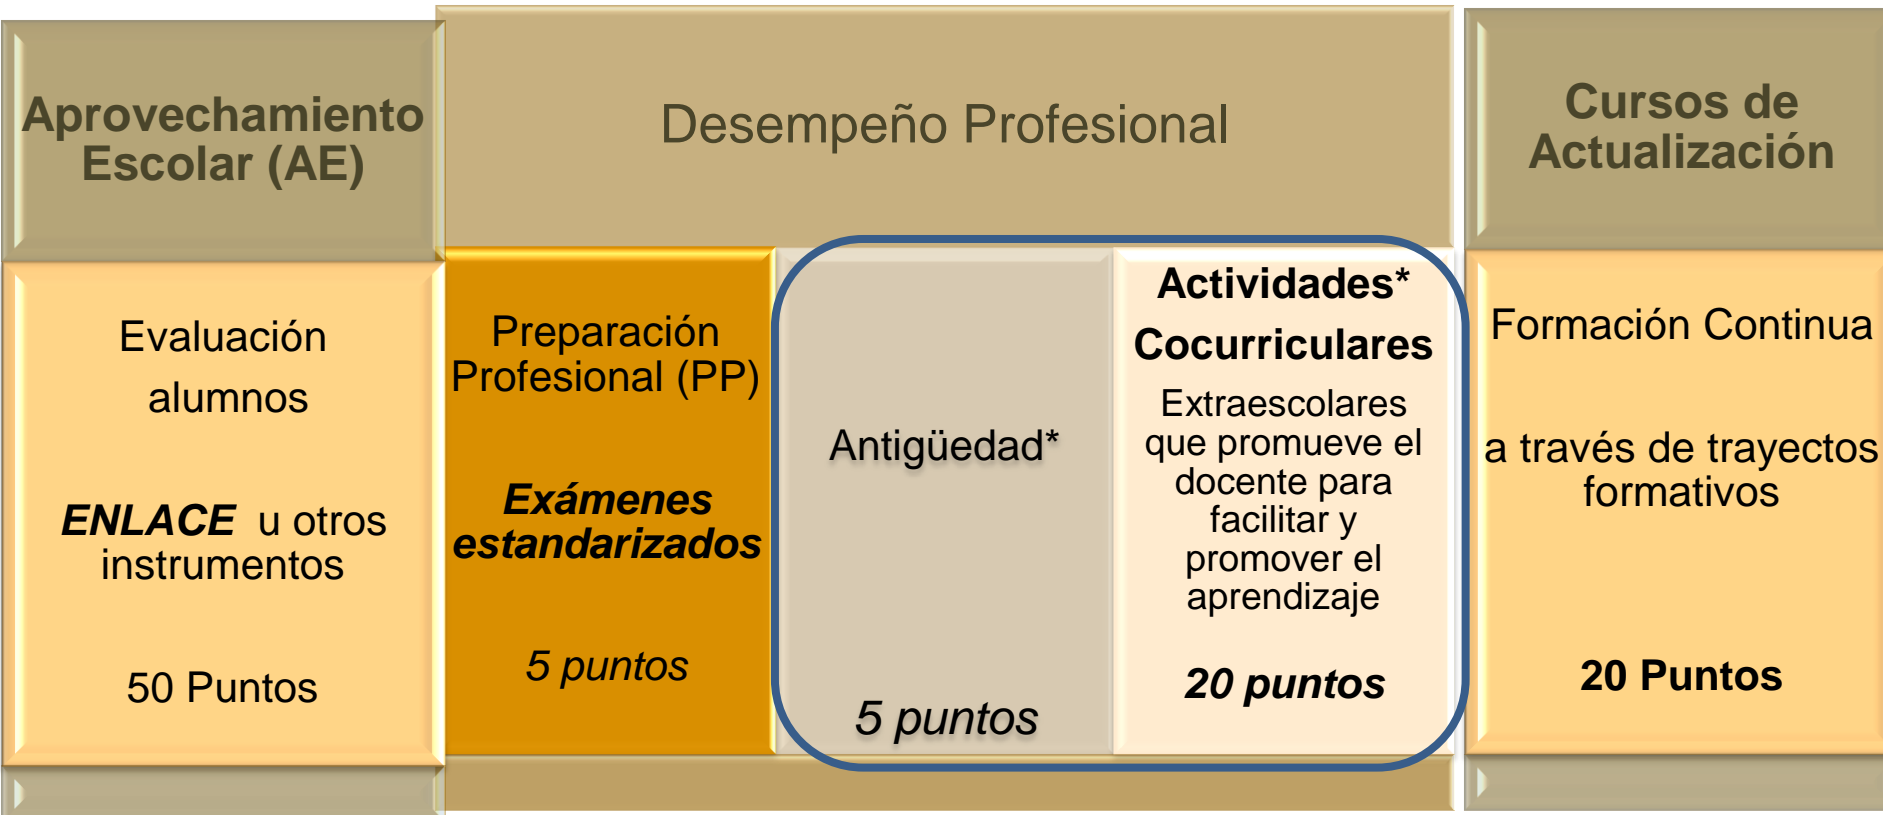 Aprovechamiento
Escolar (AE)
Evaluación
alumnos
ENLACE u otros
instrumentos
50 Puntos
Desempeño Profesional
Preparación
Profesional (PP)
Exámenes
estandarizados
5 puntos
Antigüedad*
5 puntos
Actividades*
Cocurriculares
Extraescolares
que promueve el
docente para
facilitar y
promover el
aprendizaje
20 puntos
Cursos de
Actualización
Formación Continua
a través de trayectos
formativos
20 Puntos